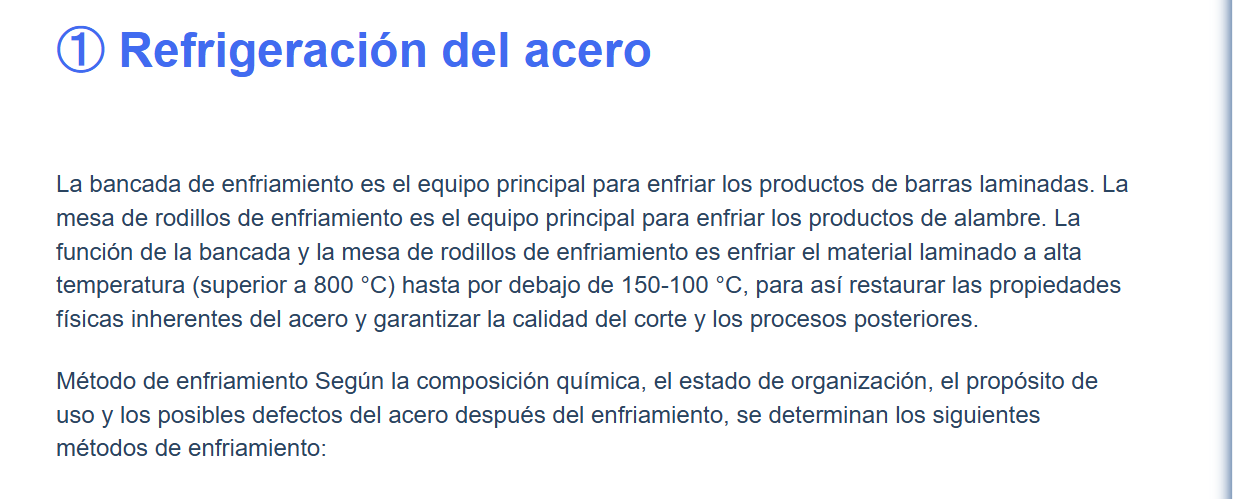 ① Refrigeración del acero
La bancada de enfriamiento es el equipo principal para enfriar los productos de barras laminadas. La
mesa de rodillos de enfriamiento es el equipo principal para enfriar los productos de alambre. La
función de la bancada y la mesa de rodillos de enfriamiento es enfriar el material laminado a alta
temperatura (superior a 800 °C) hasta por debajo de 150-100 °C, para así restaurar las propiedades
físicas inherentes del acero y garantizar la calidad del corte y los procesos posteriores.
Método de enfriamiento Según la composición química, el estado de organización, el propósito de
uso y los posibles defectos del acero después del enfriamiento, se determinan los siguientes
métodos de enfriamiento: